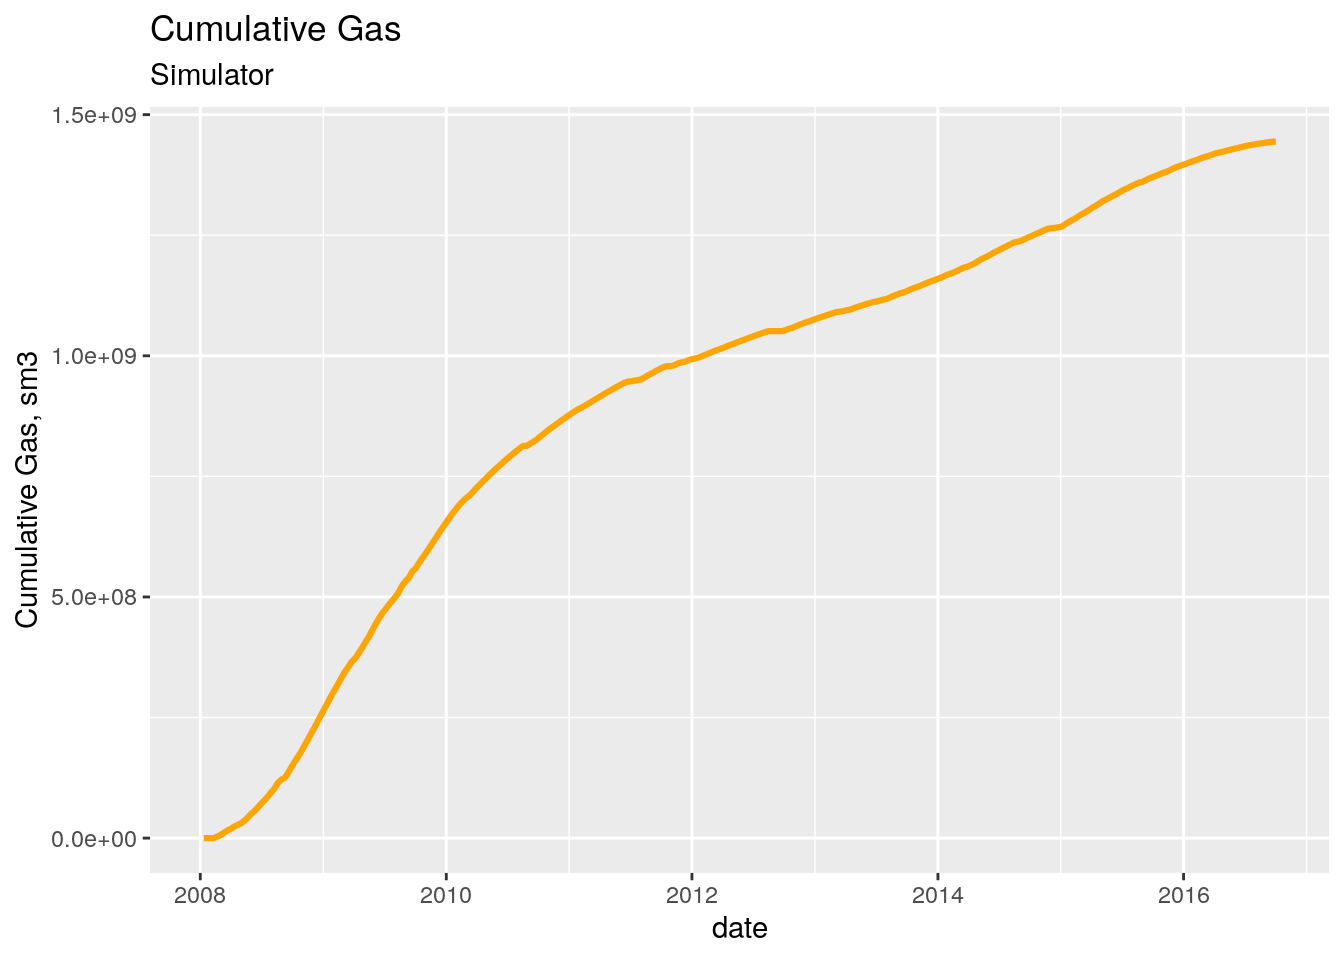 Cumulative Gas
Simulator
1.5e+09
1.0e+09
5.0e+08
0.0e+00
Cumulative Gas, sm3
2008 2010 2012 2014 2016
date